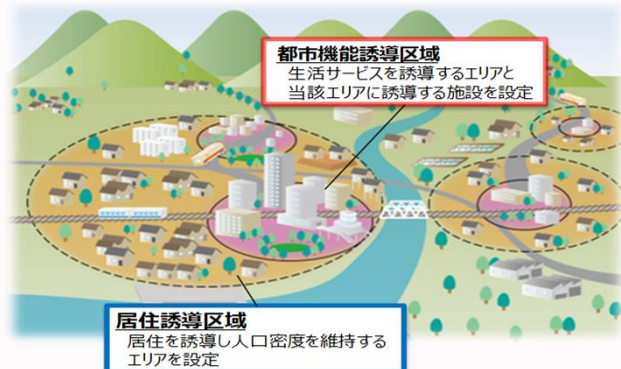 都市機能誘導区域
生活サービスを誘導するエリアと
当該エリアに誘導する施設を設定
居住誘導区域
居住を誘導し人口密度を維持する
エリアを設定